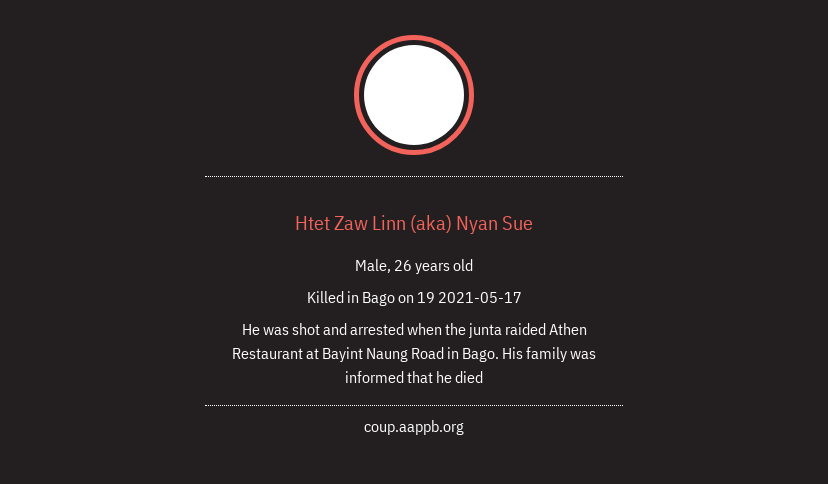 Htet Zaw Linn (aka) Nyan Sue
Male, 26 years old
Killed in Bago on 19 2021-05-17
He was shot and arrested when the junta raided Athen
Restaurant at Bayint Naung Road in Bago. His family was
informed that he died
coup.aappb.org